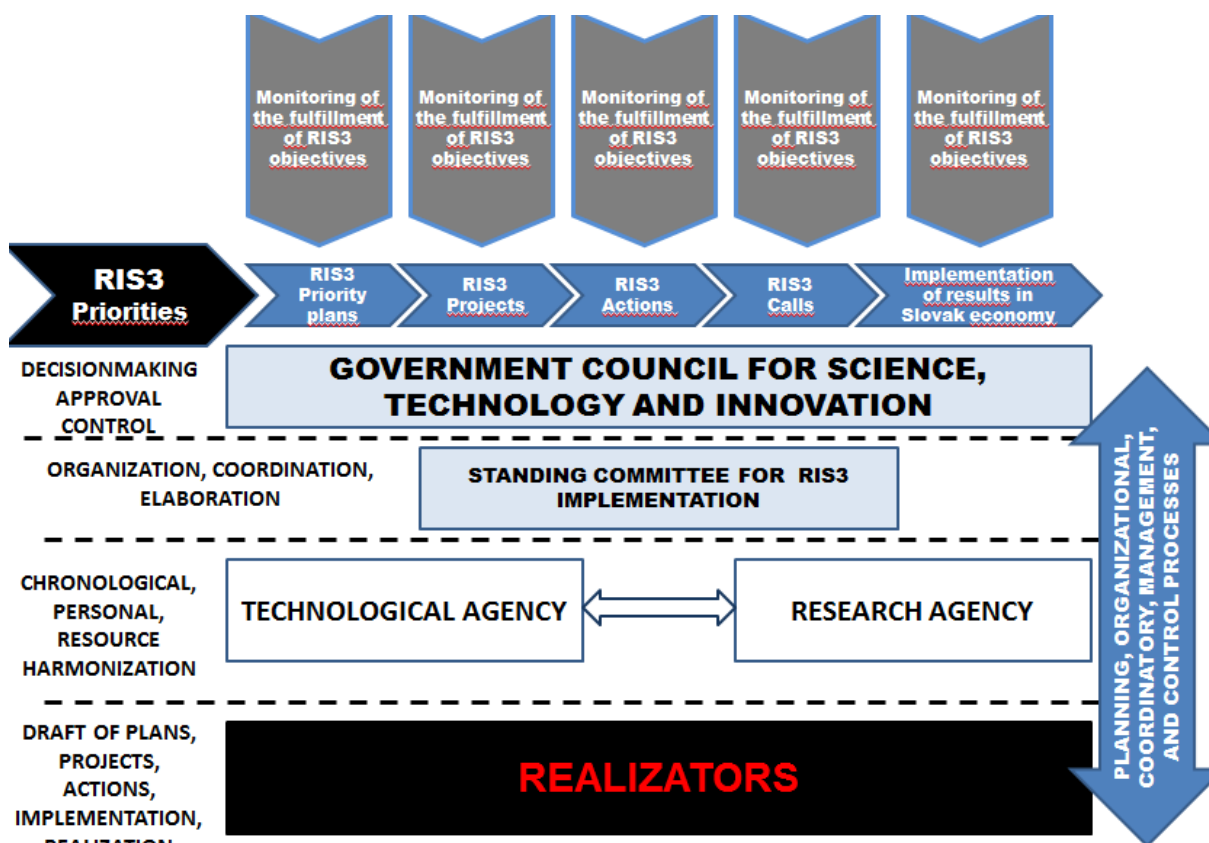 Monitoring of
the fulfillment
of RIS3
objectives
Monitoring of
the fulfillment
of RIS3
objectives
Monitoring of
the fulfillment
of RIS3
objectives
Monitoring of
the fulfillment
of RIS3
objectives
Monitoring of
the fulfillment
of RIS3
objectives
RIS3
Priorities
RIS3
Priority
plans
RIS3
Projects
RIS3
Actions
RIS3
Calls
Implementation
of results in
Slovak economy
DECISIONMAKING
APPROVAL
CONTROL
GOVERNMENT COUNCIL FOR SCIENCE,
TECHNOLOGY AND INNOVATION
ORGANIZATION, COORDINATION,
ELABORATION
STANDING COMMITTEE FOR RIS3
IMPLEMENTATION
CHRONOLOGICAL,
PERSONAL,
RESOURCE
HARMONIZATION
TECHNOLOGICAL AGENCY
RESEARCH AGENCY
DRAFT OF PLANS,
PROJECTS,
ACTIONS,
IMPLEMENTATION,
REALIZATION
REALIZATORS
PLANNING, ORGANIZATIONAL,
COORDINATORY, MANAGEMENT,
AND CONTROL PROCESSES